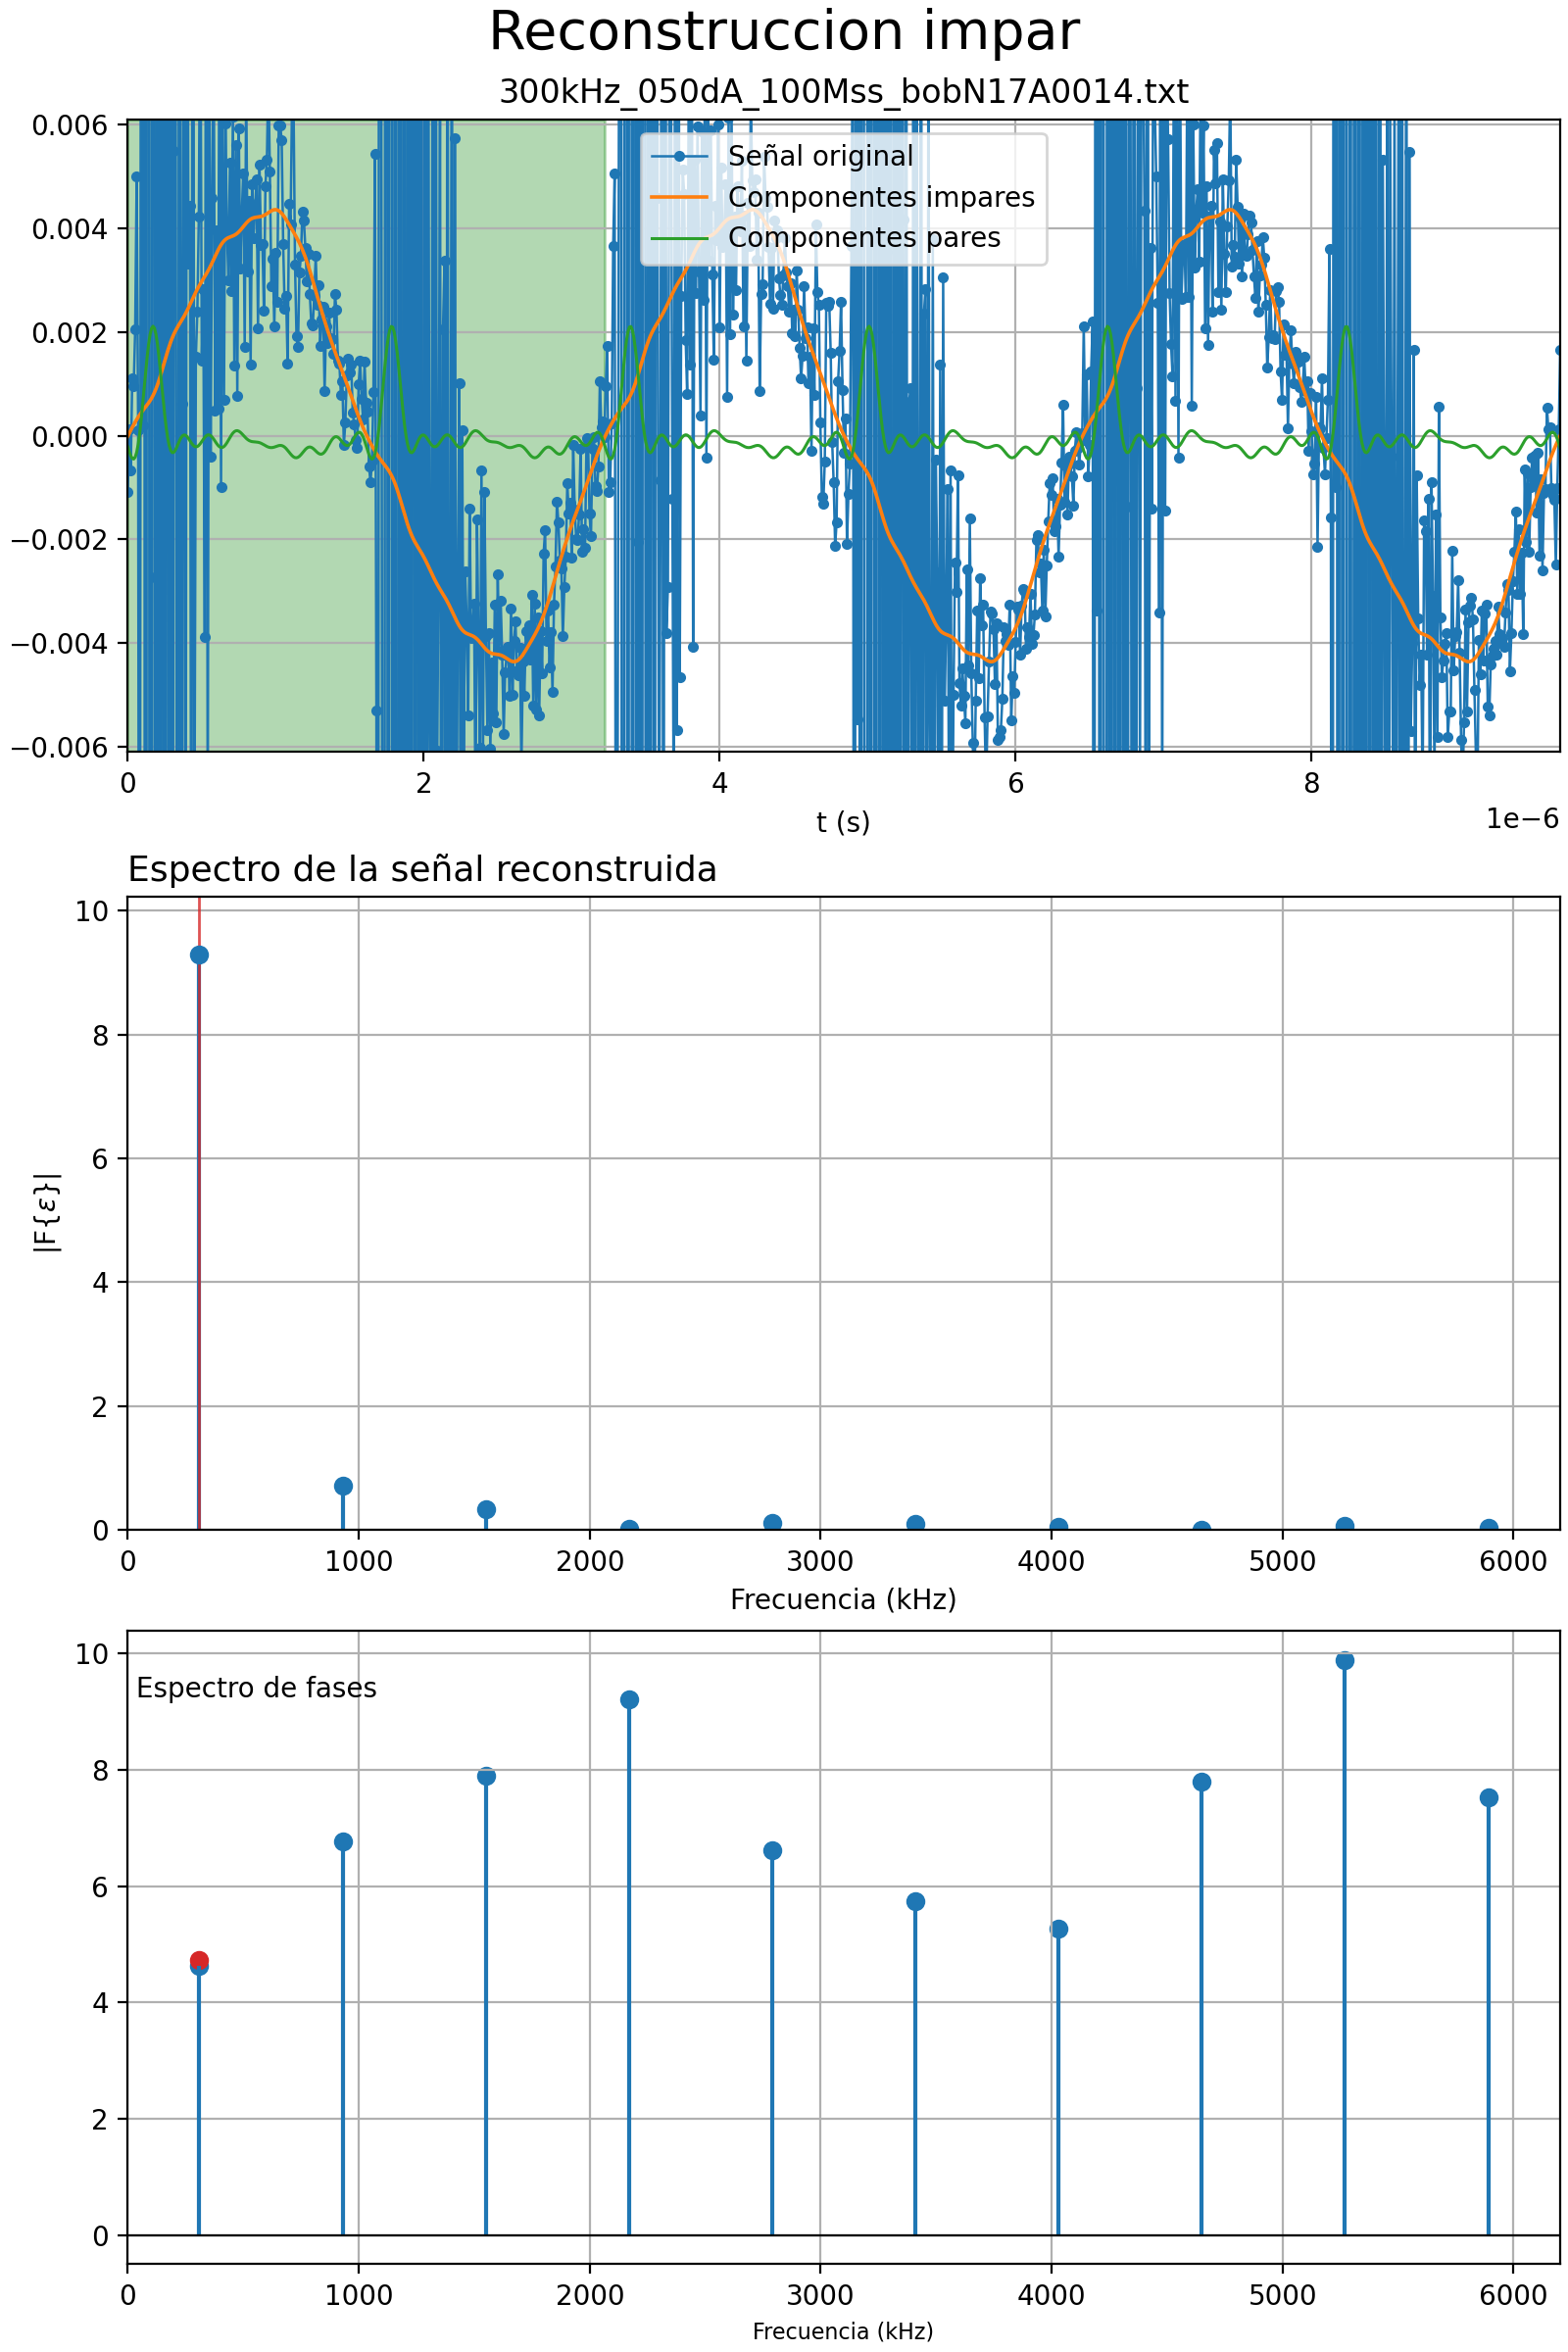 Reconstruccion impar
300kHz_050dA_100Mss_bobN17A0014.txt
0.006
0.004
0.002
0.000
−0.002
−0.004
−0.006
Señal original
Componentes impares
Componentes pares
0 2 4 6 8
1e−6
t (s)
Espectro de la señal reconstruida
10
8
6
4
2
0
|F{ε}|
0 1000 2000 3000 4000 5000 6000
Frecuencia (kHz)
10
8
6
4
2
0
Espectro de fases
0 1000 2000 3000 4000 5000 6000
Frecuencia (kHz)